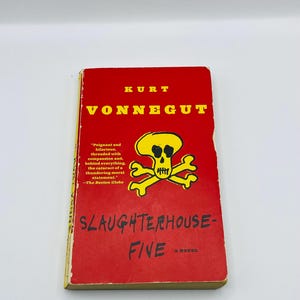 KURT
VONNEGUT
"Poignant and
hilarious,
threaded with
compassion and,
behind everything,
the cataract of a
thundering moral
statement."
—The Boston Globe
SLAUGHTERHOUSE-
FIVE
A NOVEL